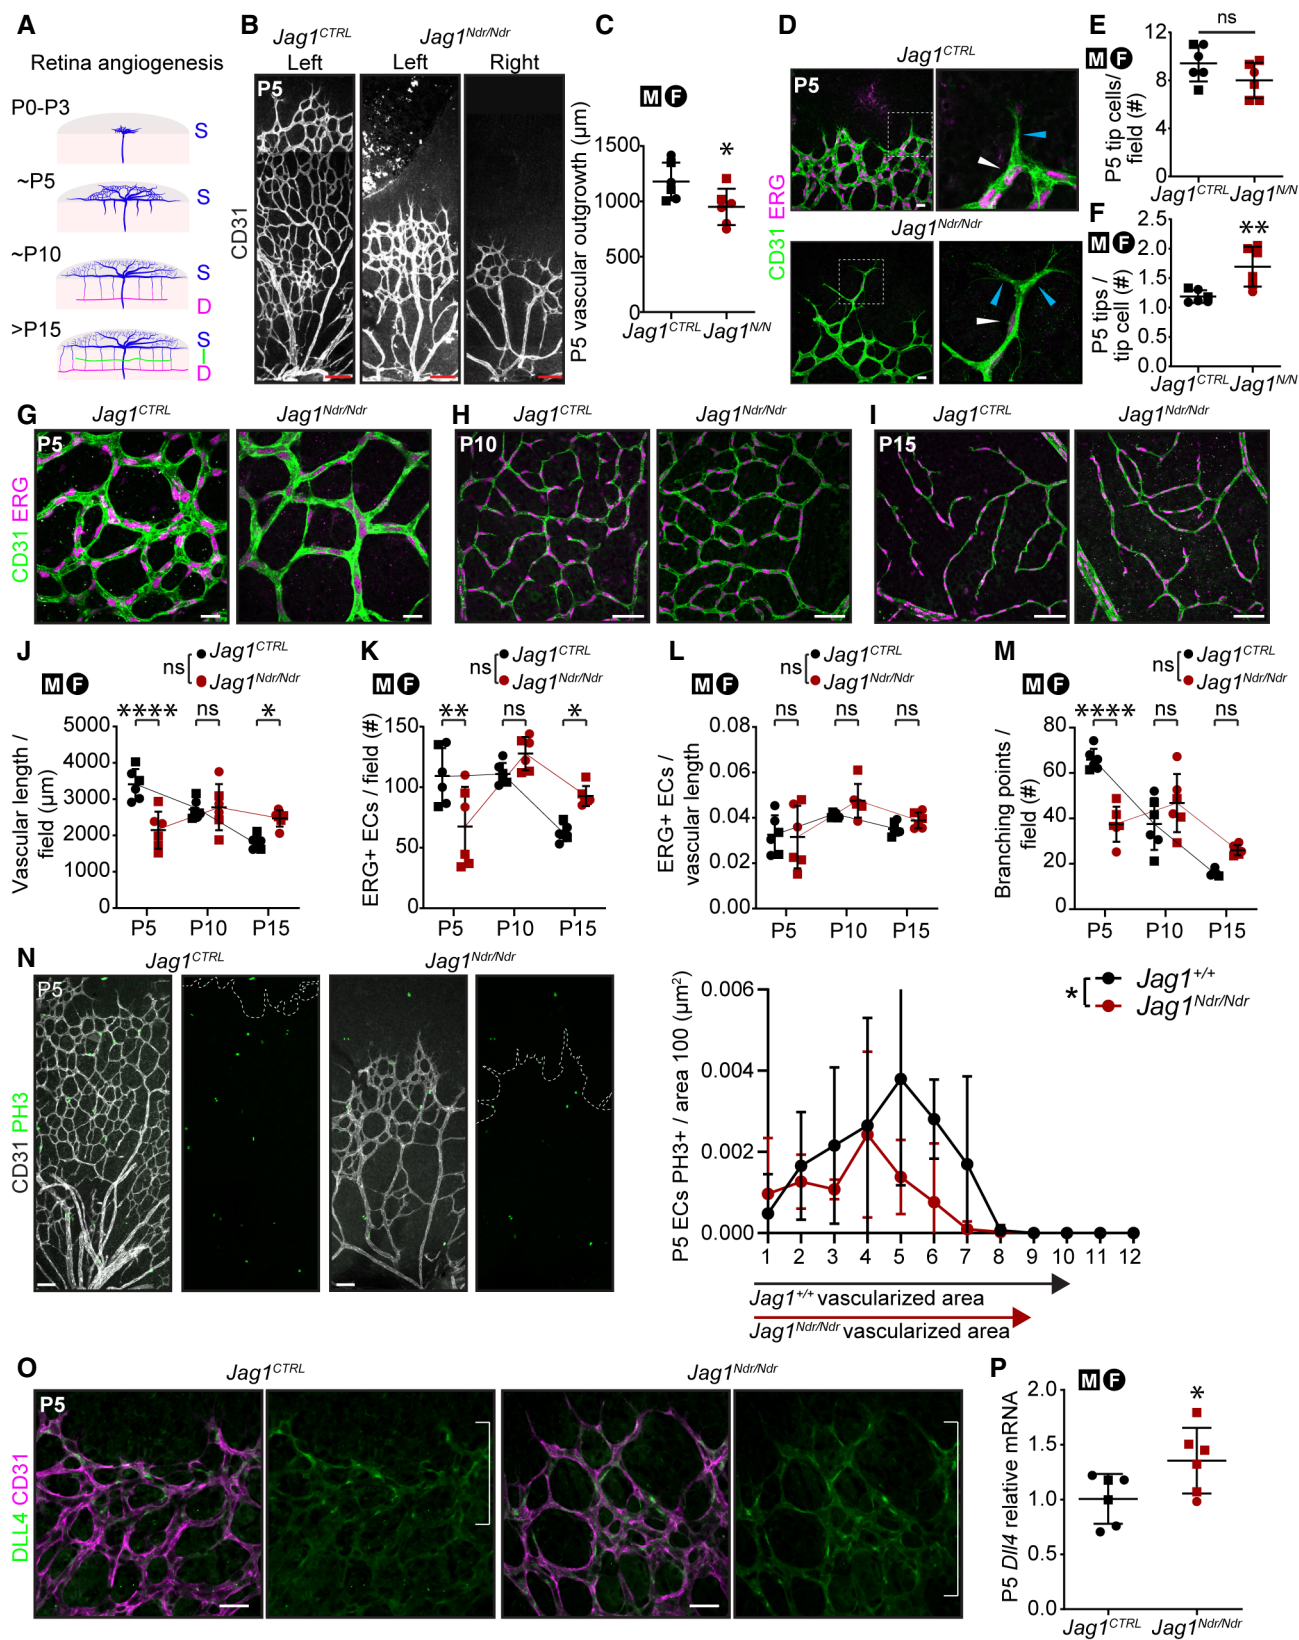 A
Retina angiogenesis
P0-P3
S
~P5
S
~P10
S
D
>P15
S
I
D
B
Jag1CTRL
Jag1Ndr/Ndr
Left
Left
Right
P5
CD31
C
M F
P5 vascular outgrowth (µm)
1500
1000
500
0
*
Jag1CTRL
Jag1N/N
D
Jag1CTRL
P5
CD31 ERG
Jag1Ndr/Ndr
E
ns
M F
P5 tip cells/
field (#)
12
8
4
0
Jag1CTRL
Jag1N/N
F
M F
**
P5 tips /
tip cell (#)
2.5
2.0
1.5
1.0
0.5
0.0
Jag1CTRL
Jag1N/N
G
Jag1CTRL
Jag1Ndr/Ndr
P5
CD31 ERG
H
Jag1CTRL
Jag1Ndr/Ndr
P10
I
Jag1CTRL
Jag1Ndr/Ndr
P15
J
Jag1CTRL
ns
Jag1Ndr/Ndr
M F
**** ns *
Vascular length /
field (µm)
5000
4000
3000
2000
1000
0
P5 P10 P15
K
Jag1CTRL
ns
Jag1Ndr/Ndr
M F
** ns *
ERG+ ECs / field (#)
150
100
50
0
P5 P10 P15
L
Jag1CTRL
ns
Jag1Ndr/Ndr
M F
ns ns ns
ERG+ ECs /
vascular length
0.08
0.06
0.04
0.02
0.00
P5 P10 P15
M
Jag1CTRL
ns
Jag1Ndr/Ndr
M F
**** ns ns
Branching points /
field (#)
80
60
40
20
0
P5 P10 P15
N
Jag1CTRL
Jag1Ndr/Ndr
P5
CD31 PH3
Jag1+/+
*
Jag1Ndr/Ndr
P5 ECs PH3+ / area 100 (µm2)
0.006
0.004
0.002
0.000
1 2 3 4 5 6 7 8 9 10 11 12
Jag1+/+ vascularized area
Jag1Ndr/Ndr vascularized area
O
Jag1CTRL
Jag1Ndr/Ndr
P5
DLL4 CD31
P
M F
*
P5 Dll4 relative mRNA
2.0
1.5
1.0
0.5
0.0
Jag1CTRL
Jag1Ndr/Ndr